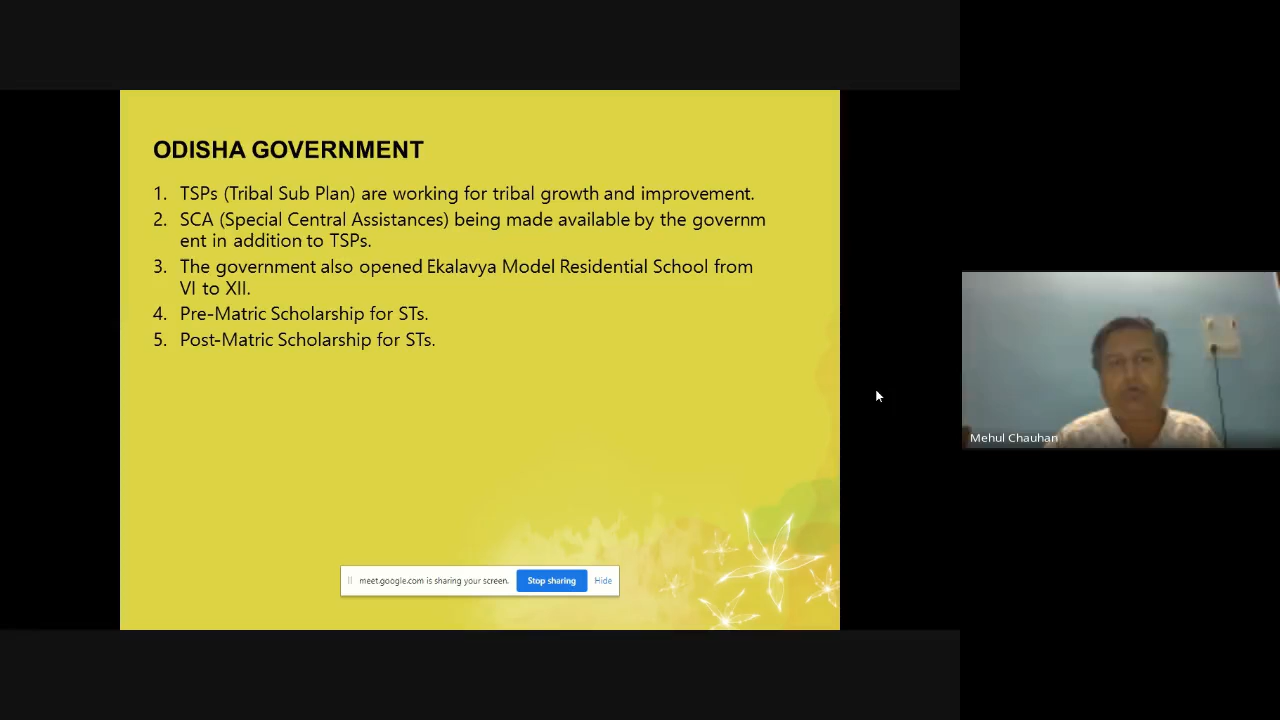 ODISHA GOVERNMENT
1. TSPs (Tribal Sub Plan) are working for tribal growth and improvement.
2. SCA (Special Central Assistances) being made available by the governm
ent in addition to TSPs.
3. The government also opened Ekalavya Model Residential School from
VI to XII.
4. Pre-Matric Scholarship for STs.
5. Post-Matric Scholarship for STs.
meet.google.com is sharing your screen. Stop sharing Hide
Mehul Chauhan